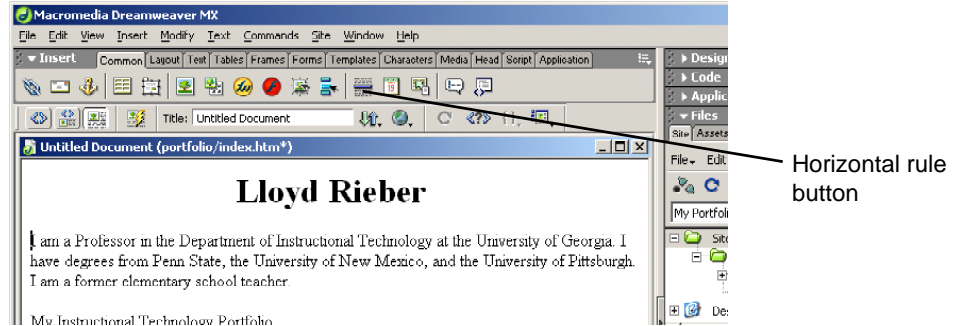 Macromedia Dreamweaver MX
File Edit View Insert Modify Text Commands Site Window Help
Insert Common Layout Text Tables Frames Forms Templates Characters Media Head Script Application
Design
Code
Applic
Files
Title: Untitled Document
Site Assets
Untitled Document (portfolio/index.htm*)
File Edit
Horizontal rule
button
Lloyd Rieber
My Portfoli
I am a Professor in the Department of Instructional Technology at the University of Georgia. I
have degrees from Penn State, the University of New Mexico, and the University of Pittsburgh.
I am a former elementary school teacher.
Site
Des
My Instructional Technology Portfolio